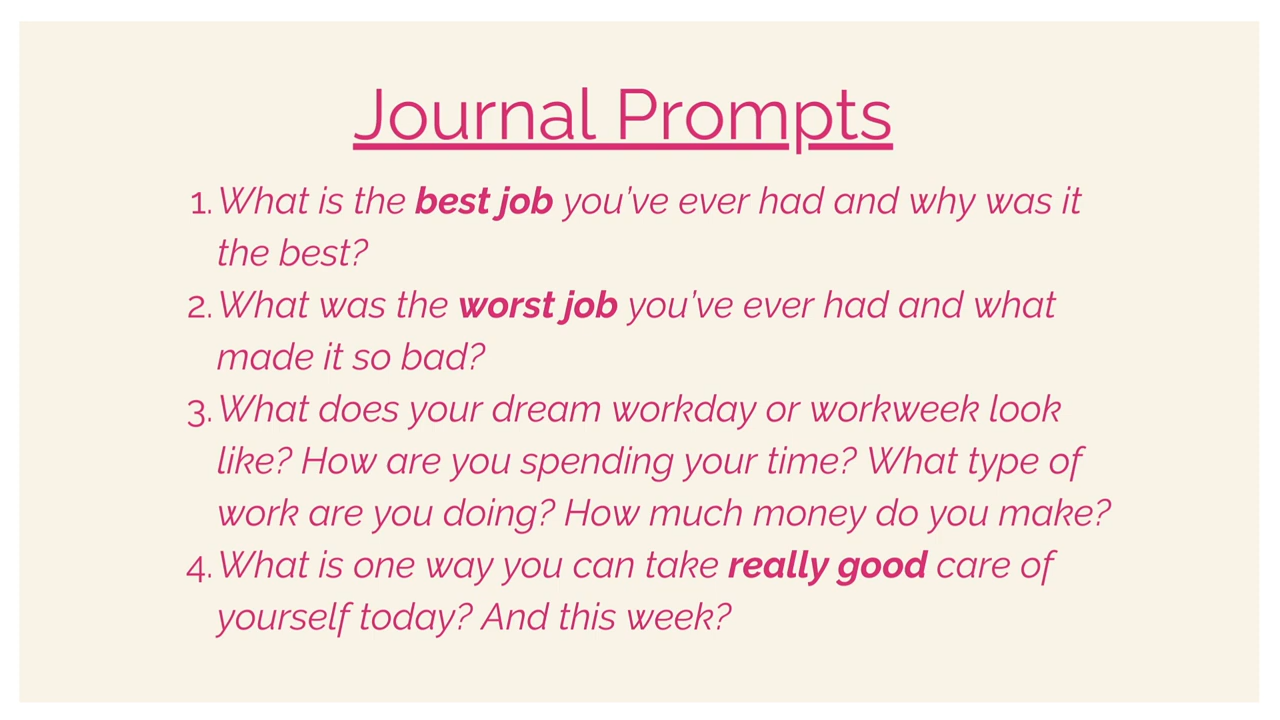 Journal Prompts
1. What is the best job you've ever had and why was it
the best?
2. What was the worst job you've ever had and what
made it so bad?
3. What does your dream workday or workweek look
like? How are you spending your time? What type of
work are you doing? How much money do you make?
4. What is one way you can take really good care of
yourself today? And this week?